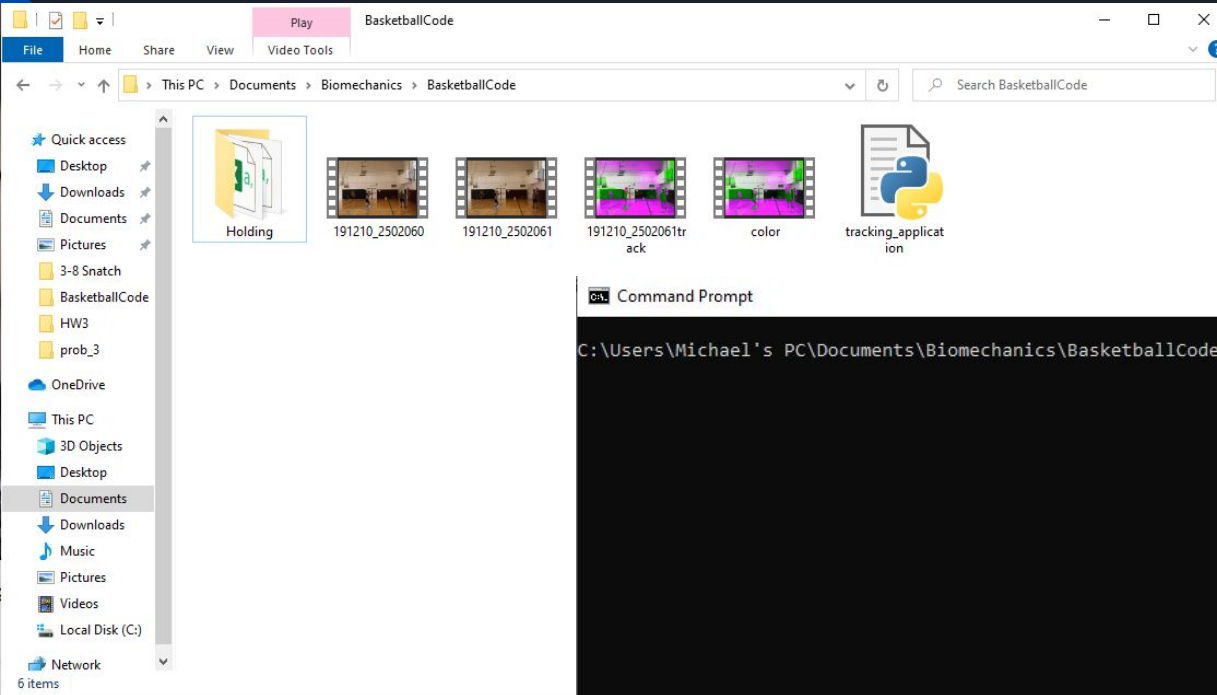 Play
BasketballCode
File
Home
Share
View
Video Tools
This PC
Documents
Biomechanics
BasketballCode
Search BasketballCode
Quick access
Desktop
Downloads
Documents
Pictures
3-8 Snatch
BasketballCode
HW3
prob_3
OneDrive
This PC
3D Objects
Desktop
Documents
Downloads
Music
Pictures
Videos
Local Disk (C:)
Network
6 items
a,
Holding
191210_2502060
191210_2502061
191210_2502061tr
ack
color
tracking_applicat
ion
C:\.
Command Prompt
C:\Users\Michael's PC\Documents\Biomechanics\BasketballCode